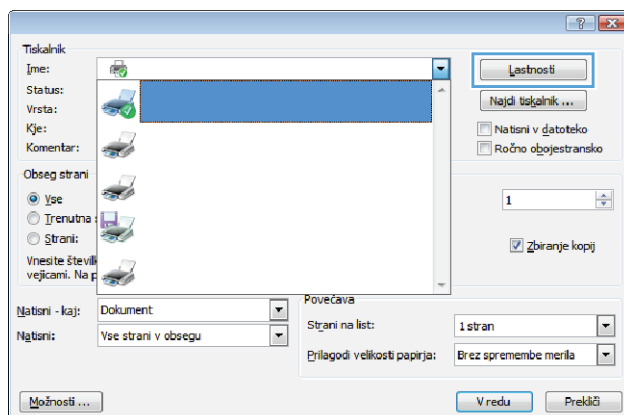 Tiskalnik
Ime:
Lastnosti
Status:
Najdi tiskalnik ...
Vrsta:
Kje:
Natisni v datoteko
Komentar:
Ročno obojestransko
Obseg strani
Vse
1
Trenutna
Strani:
Zbiranje kopij
Vnesite števil
vejicami. Na p
Natisni - kaj: Dokument
Povečava
Natisni: Vse strani v obsegu
Strani na list: 1 stran
Prilagodi velikosti papirja: Brez spremembe merila
Možnosti ...
V redu
Prekliči